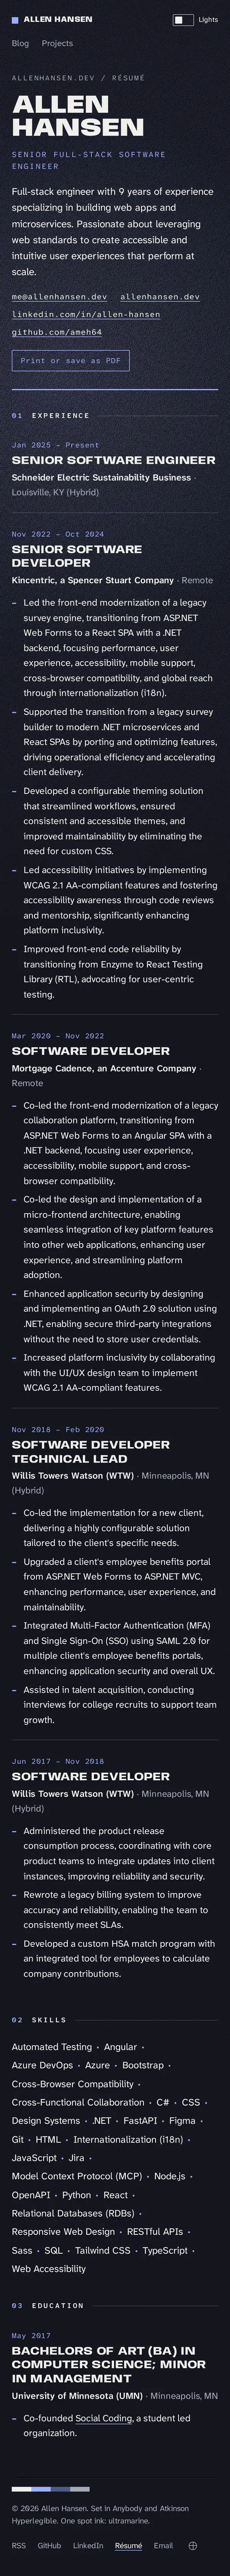 ALLEN HANSEN
Lights
Blog Projects
ALLENHANSEN.DEV / RÉSUMÉ
ALLEN
HANSEN
SENIOR FULL-STACK SOFTWARE
ENGINEER
Full-stack engineer with 9 years of experience
specializing in building web apps and
microservices. Passionate about leveraging
web standards to create accessible and
intuitive user experiences that perform at
scale.
me@allenhansen.dev allenhansen.dev
linkedin.com/in/allen-hansen
github.com/ameh64
Print or save as PDF
01 EXPERIENCE
Jan 2025 – Present
SENIOR SOFTWARE ENGINEER
Schneider Electric Sustainability Business ·
Louisville, KY (Hybrid)
Nov 2022 – Oct 2024
SENIOR SOFTWARE
DEVELOPER
Kincentric, a Spencer Stuart Company · Remote
– Led the front-end modernization of a legacy
survey engine, transitioning from ASP.NET
Web Forms to a React SPA with a .NET
backend, focusing performance, user
experience, accessibility, mobile support,
cross-browser compatibility, and global reach
through internationalization (i18n).
– Supported the transition from a legacy survey
builder to modern .NET microservices and
React SPAs by porting and optimizing features,
driving operational efficiency and accelerating
client delivery.
– Developed a configurable theming solution
that streamlined workflows, ensured
consistent and accessible themes, and
improved maintainability by eliminating the
need for custom CSS.
– Led accessibility initiatives by implementing
WCAG 2.1 AA-compliant features and fostering
accessibility awareness through code reviews
and mentorship, significantly enhancing
platform inclusivity.
– Improved front-end code reliability by
transitioning from Enzyme to React Testing
Library (RTL), advocating for user-centric
testing.
Mar 2020 – Nov 2022
SOFTWARE DEVELOPER
Mortgage Cadence, an Accenture Company ·
Remote
– Co-led the front-end modernization of a legacy
collaboration platform, transitioning from
ASP.NET Web Forms to an Angular SPA with a
.NET backend, focusing user experience,
accessibility, mobile support, and cross-
browser compatibility.
– Co-led the design and implementation of a
micro-frontend architecture, enabling
seamless integration of key platform features
into other web applications, enhancing user
experience, and streamlining platform
adoption.
– Enhanced application security by designing
and implementing an OAuth 2.0 solution using
.NET, enabling secure third-party integrations
without the need to store user credentials.
– Increased platform inclusivity by collaborating
with the UI/UX design team to implement
WCAG 2.1 AA-compliant features.
Nov 2018 – Feb 2020
SOFTWARE DEVELOPER
TECHNICAL LEAD
Willis Towers Watson (WTW) · Minneapolis, MN
(Hybrid)
– Co-led the implementation for a new client,
delivering a highly configurable solution
tailored to the client's specific needs.
– Upgraded a client's employee benefits portal
from ASP.NET Web Forms to ASP.NET MVC,
enhancing performance, user experience, and
maintainability.
– Integrated Multi-Factor Authentication (MFA)
and Single Sign-On (SSO) using SAML 2.0 for
multiple client's employee benefits portals,
enhancing application security and overall UX.
– Assisted in talent acquisition, conducting
interviews for college recruits to support team
growth.
Jun 2017 – Nov 2018
SOFTWARE DEVELOPER
Willis Towers Watson (WTW) · Minneapolis, MN
(Hybrid)
– Administered the product release
consumption process, coordinating with core
product teams to integrate updates into client
instances, improving reliability and security.
– Rewrote a legacy billing system to improve
accuracy and reliability, enabling the team to
consistently meet SLAs.
– Developed a custom HSA match program with
an integrated tool for employees to calculate
company contributions.
02 SKILLS
Automated Testing • Angular •
Azure DevOps • Azure • Bootstrap •
Cross-Browser Compatibility •
Cross-Functional Collaboration • C# • CSS •
Design Systems • .NET • FastAPI • Figma •
Git • HTML • Internationalization (i18n) •
JavaScript • Jira •
Model Context Protocol (MCP) • Node.js •
OpenAPI • Python • React •
Relational Databases (RDBs) •
Responsive Web Design • RESTful APIs •
Sass • SQL • Tailwind CSS • TypeScript •
Web Accessibility
03 EDUCATION
May 2017
BACHELORS OF ART (BA) IN
COMPUTER SCIENCE; MINOR
IN MANAGEMENT
University of Minnesota (UMN) · Minneapolis, MN
– Co-founded Social Coding, a student led
organization.
© 2026 Allen Hansen. Set in Anybody and Atkinson
Hyperlegible. One spot ink: ultramarine.
RSS GitHub LinkedIn Résumé Email